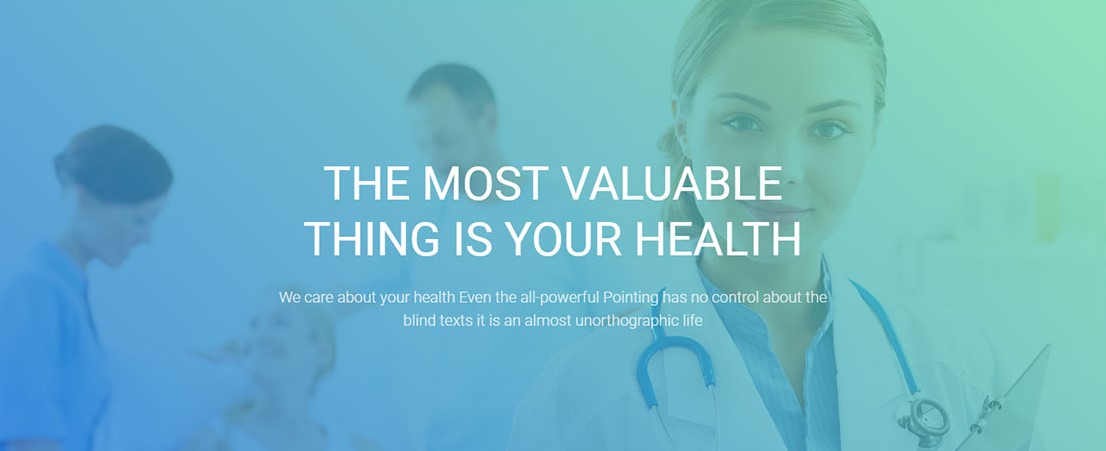 THE MOST VALUABLE
THING IS YOUR HEALTH
We care about your health Even the all-powerful Pointing has no control about the
blind texts it is an almost unorthographic life